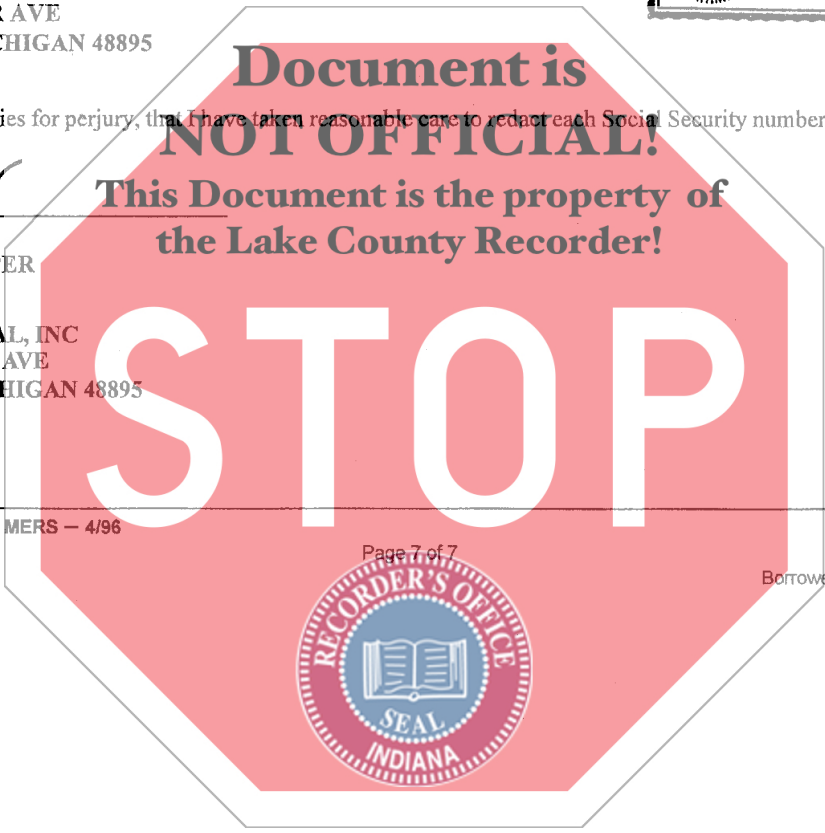 R AVE
CHIGAN 48895
Document is
ies for perjury, that I have taken reasonable care to redact each Social Security number
NOT OFFICIAL!
This Document is the property of
the Lake County Recorder!
PER
AL, INC
AVE
HIGAN 48895
STOP
MERS — 4/96
Page 7 of 7
Borrowe
RECORDER'S OFFICE
SEAL
INDIANA